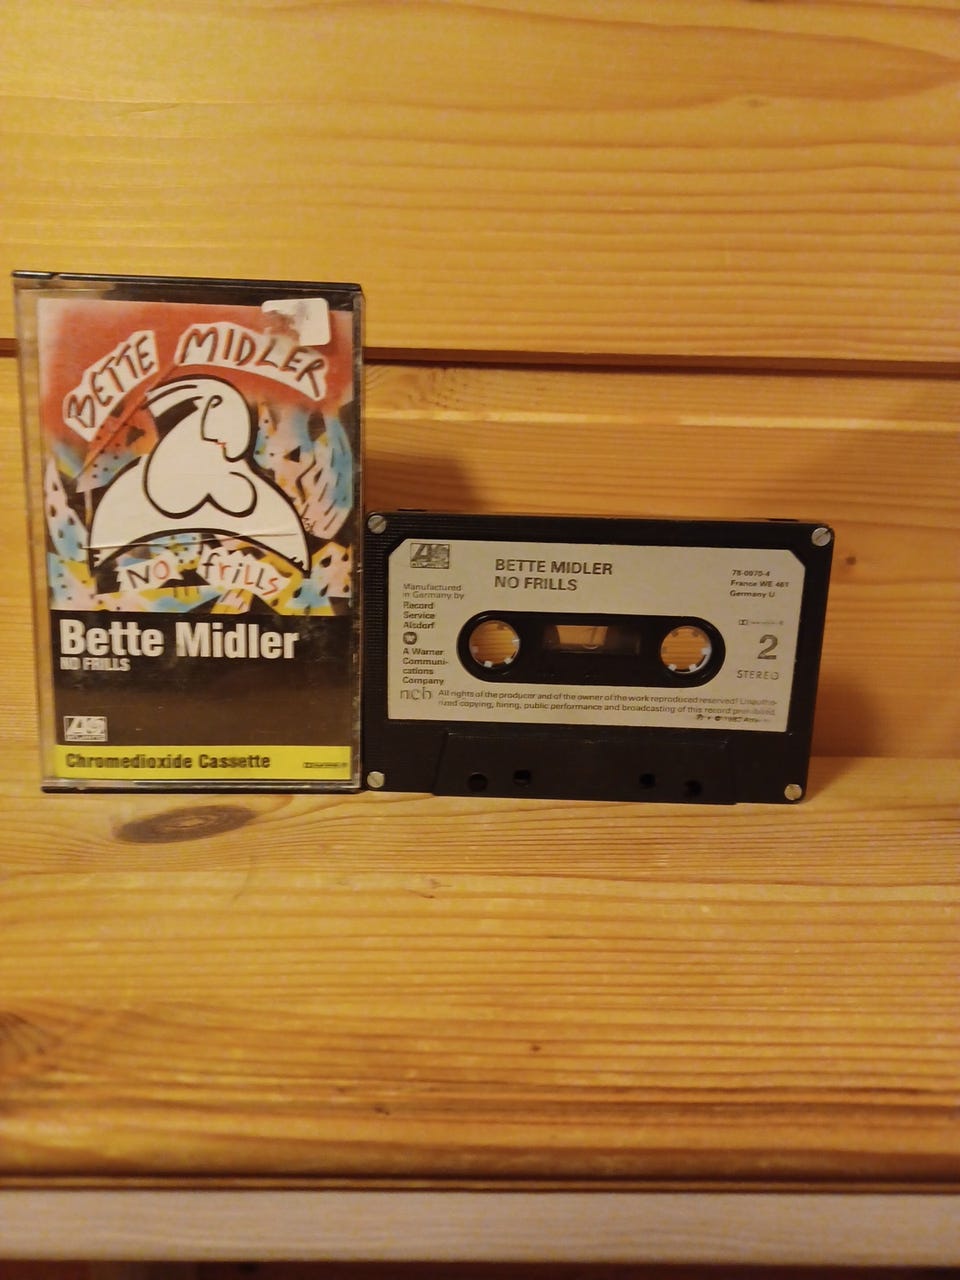 BETTE MIDLER
NO frills
Bette Midler
NO FRILLS
ATLANTIC
Chromedioxide Cassette
ATLANTIC
BETTE MIDLER
NO FRILLS
78-0070-4
France WE 461
Germany U
Manufactured
in Germany by
Record
Service
Alsdorf
A Warner
Communi-
cations
Company
2
STEREO
ncb
All rights of the producer and of the owner of the work reproduced reserved! Unautho-
rized copying, hiring, public performance and broadcasting of this record prohibited.